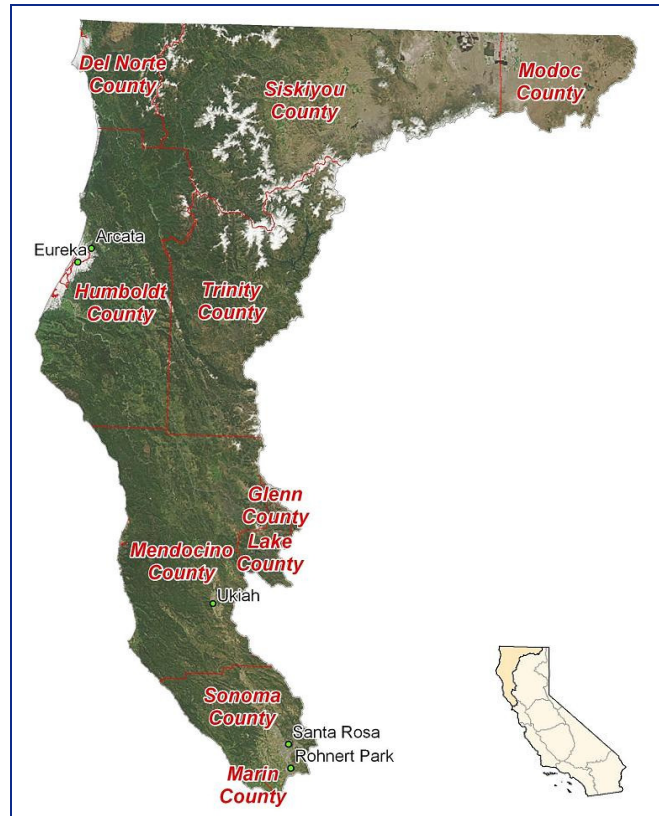 Del Norte
County
Siskiyou
County
Modoc
County
Arcata
Eureka
Humboldt
County
Trinity
County
Glenn
County
Lake
County
Mendocino
County
Ukiah
Sonoma
County
Santa Rosa
Rohnert Park
Marin
County